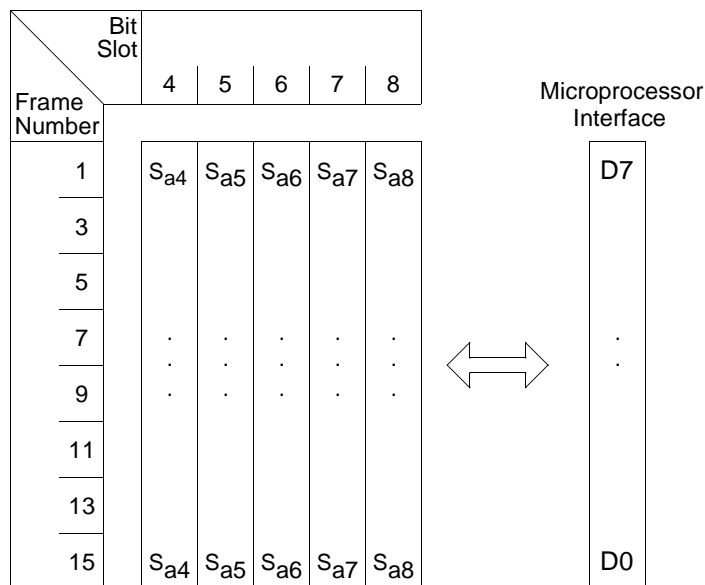 Bit
Slot
4 5 6 7 8
Frame
Number
Microprocessor
Interface
1 Sa4 Sa5 Sa6 Sa7 Sa8 D7
3
5
7 . . . . . .
. . . . . .
9 . . . . .
11
13
15 Sa4 Sa5 Sa6 Sa7 Sa8 D0